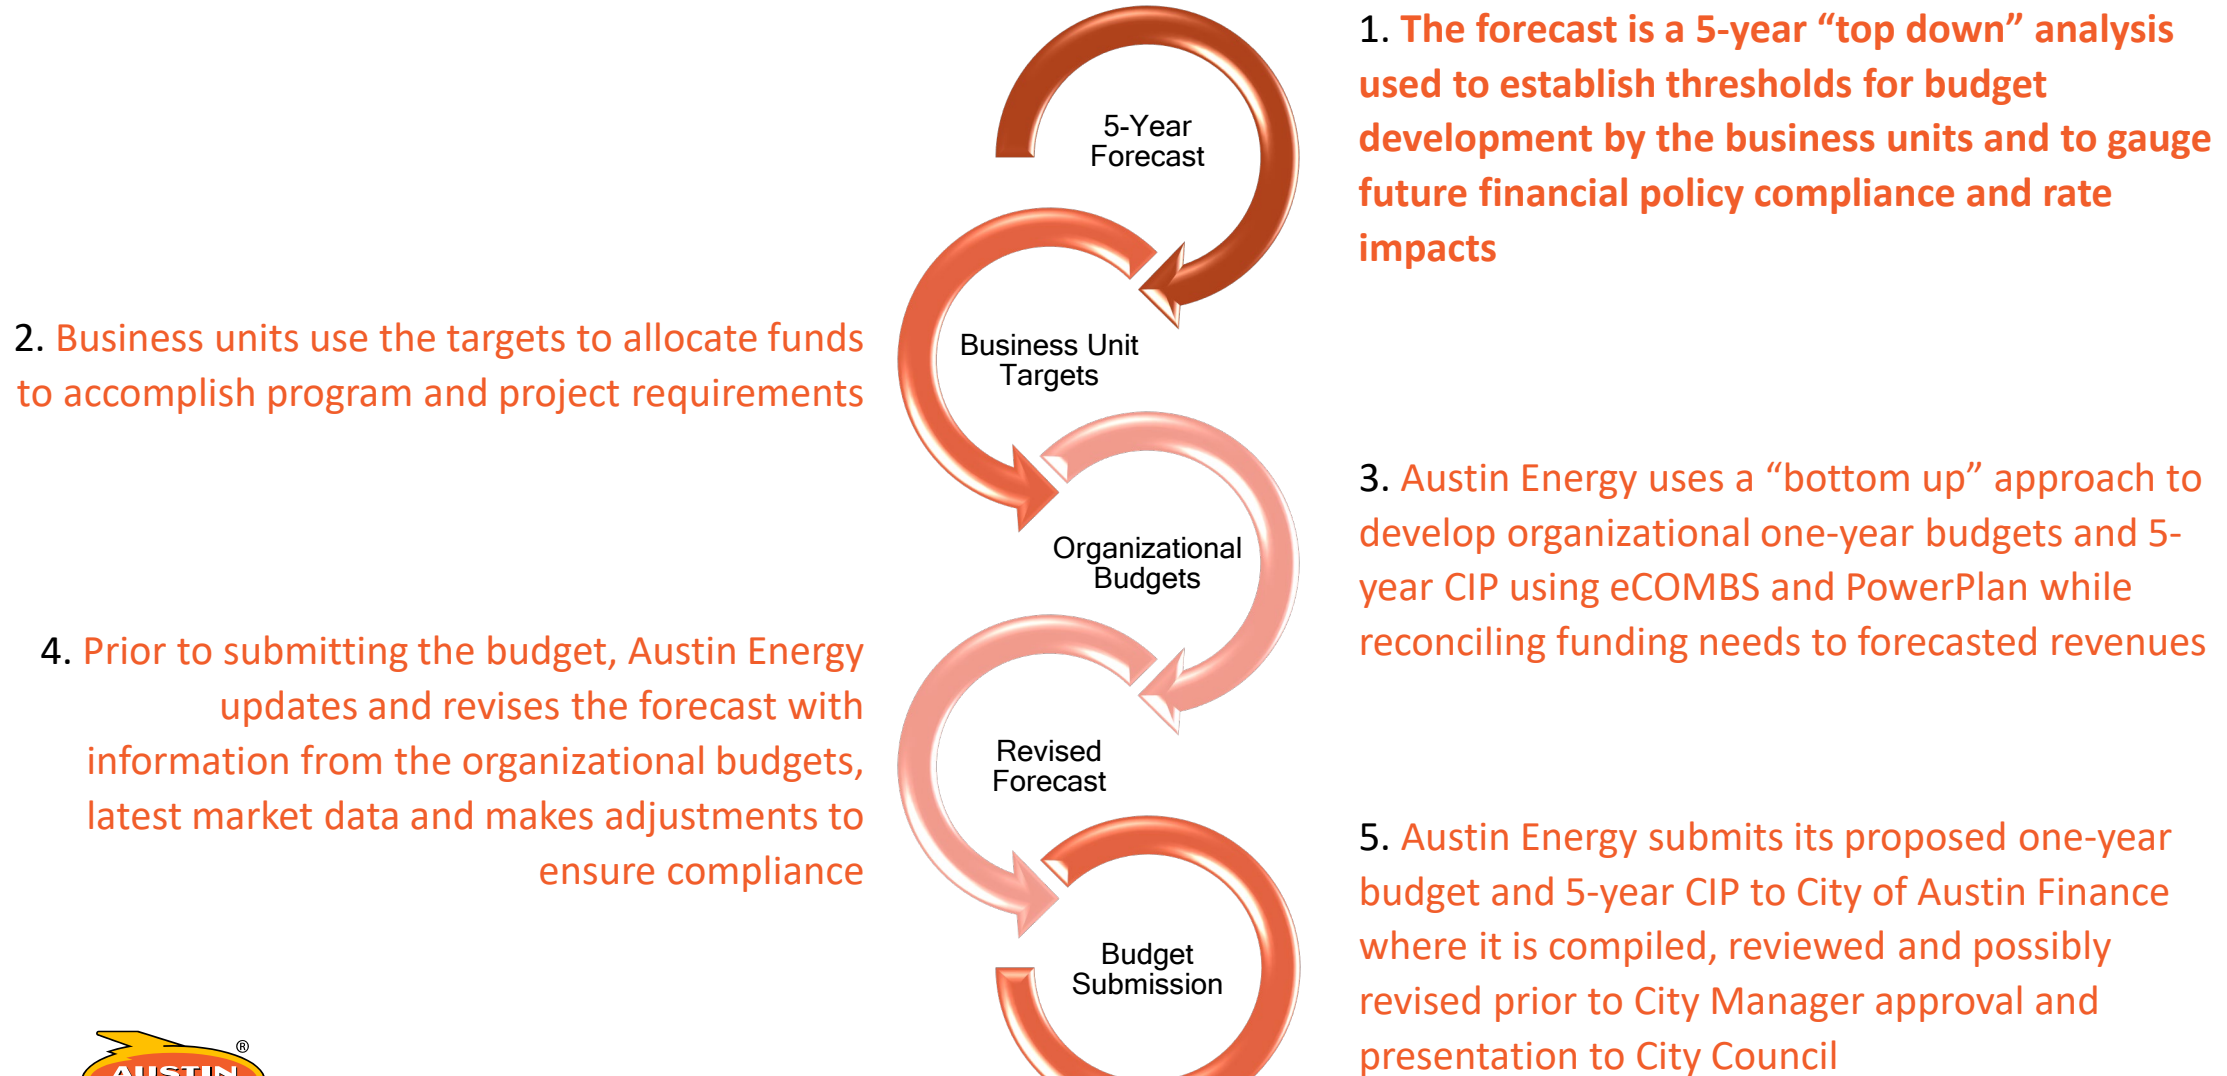 1. The forecast is a 5-year “top down” analysis
used to establish thresholds for budget
development by the business units and to gauge
future financial policy compliance and rate
impacts
5-Year
Forecast
2. Business units use the targets to allocate funds
to accomplish program and project requirements
Business Unit
Targets
3. Austin Energy uses a “bottom up” approach to
develop organizational one-year budgets and 5-
year CIP using eCOMBS and PowerPlan while
reconciling funding needs to forecasted revenues
Organizational
Budgets
4. Prior to submitting the budget, Austin Energy
updates and revises the forecast with
information from the organizational budgets,
latest market data and makes adjustments to
ensure compliance
Revised
Forecast
5. Austin Energy submits its proposed one-year
budget and 5-year CIP to City of Austin Finance
where it is compiled, reviewed and possibly
revised prior to City Manager approval and
presentation to City Council
Budget
Submission
®
AUSTIN